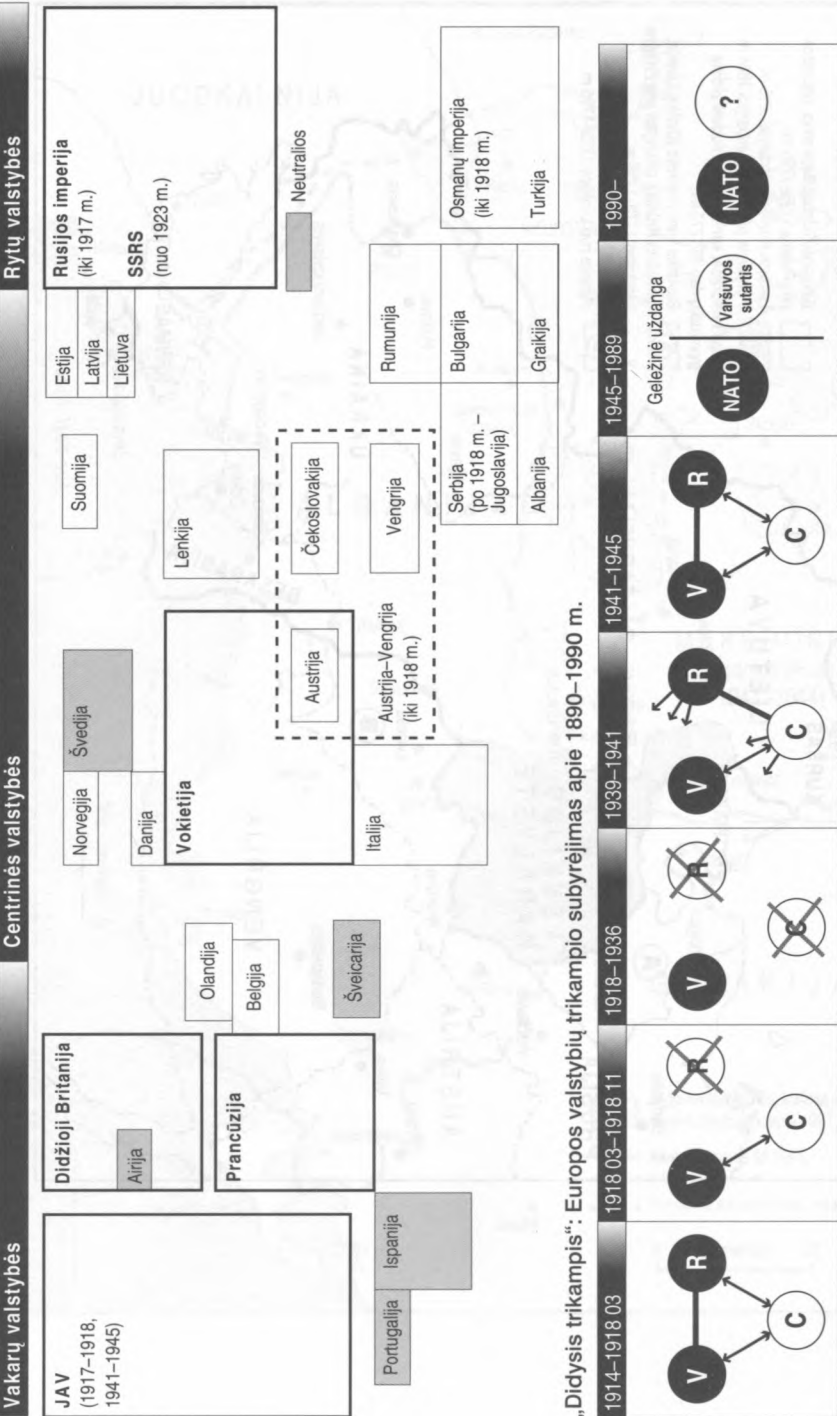 Vakarų valstybės
Centrinės valstybės
Rytų valstybės
JAV
(1917–1918,
1941–1945)
Didžioji Britanija
Airija
Prancūzija
Portugalija
Ispanija
Olandija
Belgija
Šveicarija
Norvegija
Švedija
Danija
Vokietija
Austrija
Italija
Austrija–Vengrija
(iki 1918 m.)
Suomija
Lenkija
Čekoslovakija
Vengrija
Estija
Latvija
Lietuva
Rusijos imperija
(iki 1917 m.)
SSRS
(nuo 1923 m.)
Neutralios
Serbija
(po 1918 m. –
Jugoslavija)
Albanija
Rumunija
Bulgarija
Graikija
Osmanų imperija
(iki 1918 m.)
Turkija
„Didysis trikampis“: Europos valstybių trikampio subyrėjimas apie 1890–1990 m.
1914–1918 03
V
R
C
1918 03–1918 11
V
R
C
1918–1936
V
R
C
1939–1941
V
R
C
1941–1945
V
R
C
1945–1989
Geležinė uždanga
NATO
Varšuvos
sutartis
1990–
NATO
?